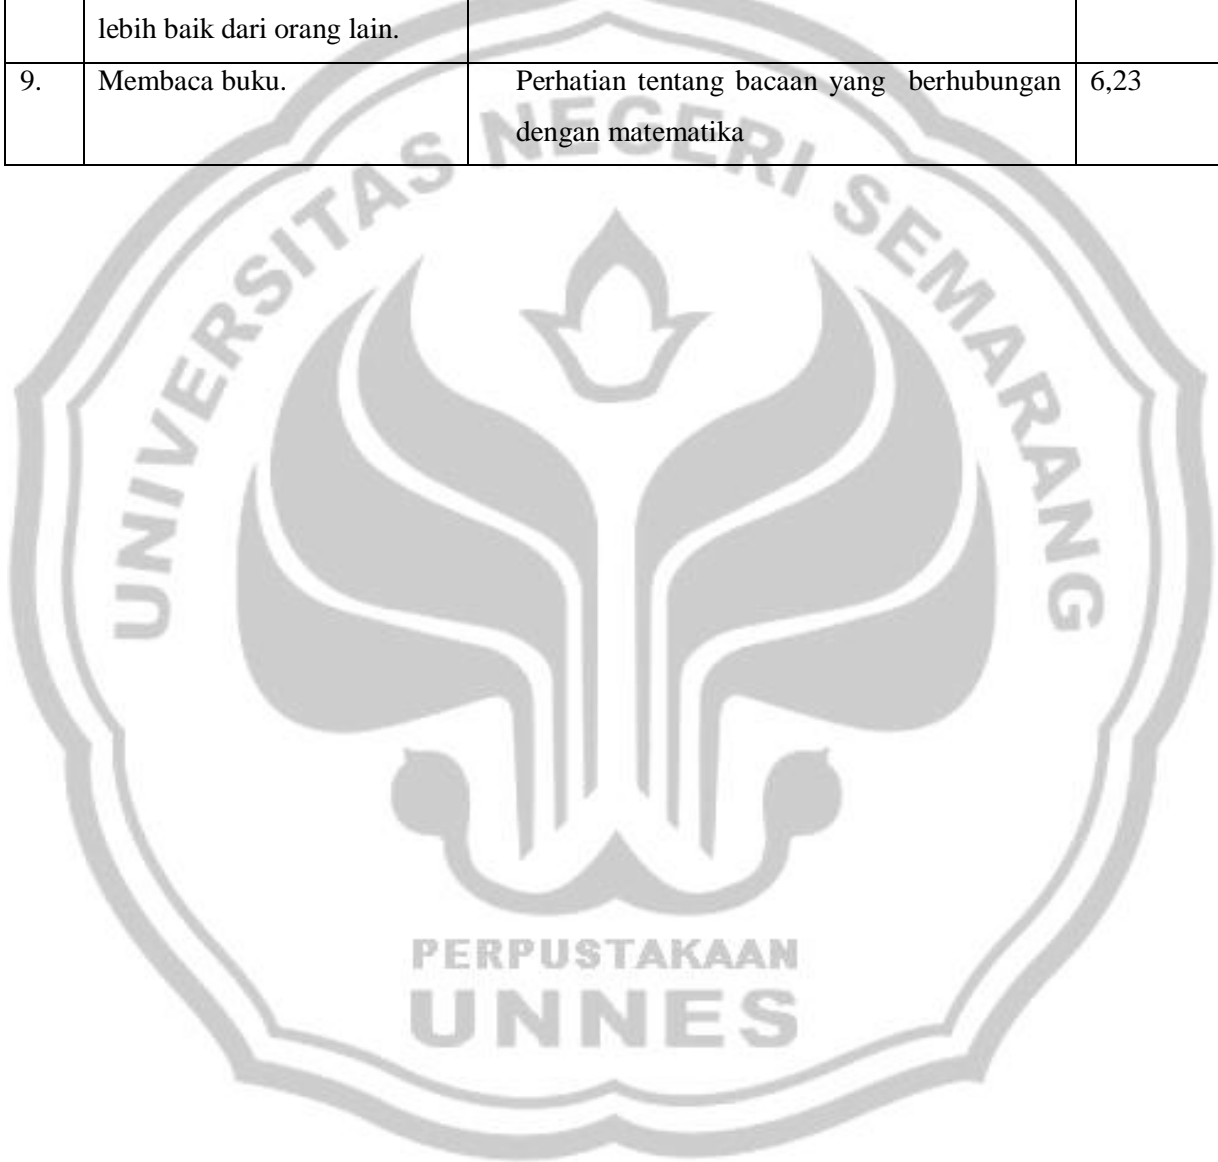 lebih baik dari orang lain.
9. Membaca buku. Perhatian tentang bacaan yang berhubungan 6,23
dengan matematika
UNIVERSITAS NEGERI SEMARANG
PERPUSTAKAAN
UNNES